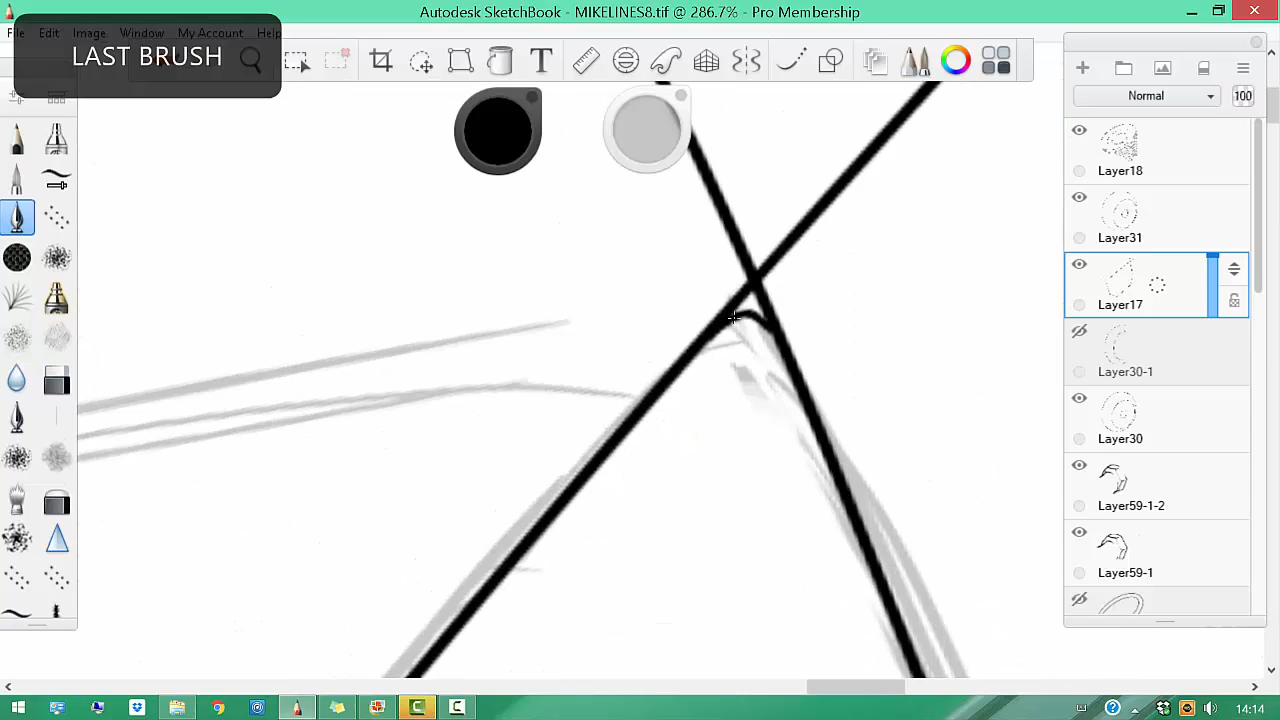 Autodesk SketchBook - MIKELINES8.tif @ 286.7% - Pro Membership
File Edit Image Window My Account Help
LAST BRUSH
T
Normal
100
Layer18
Layer31
Layer17
Layer30-1
Layer30
Layer59-1-2
Layer59-1
14:14